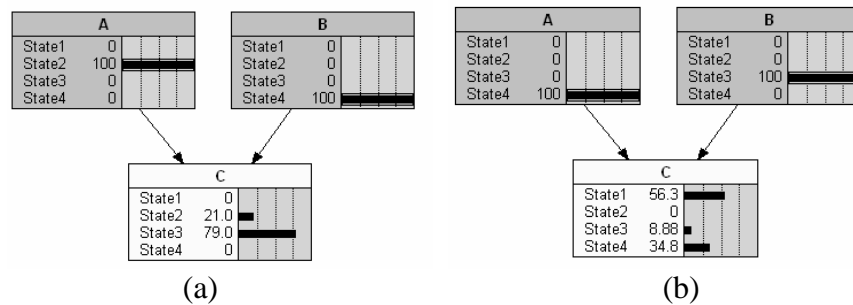 A
State1 0
State2 100
State3 0
State4 0
B
State1 0
State2 0
State3 0
State4 100
C
State1 0
State2 21.0
State3 79.0
State4 0
(a)
A
State1 0
State2 0
State3 0
State4 100
B
State1 0
State2 0
State3 100
State4 0
C
State1 56.3
State2 0
State3 8.88
State4 34.8
(b)